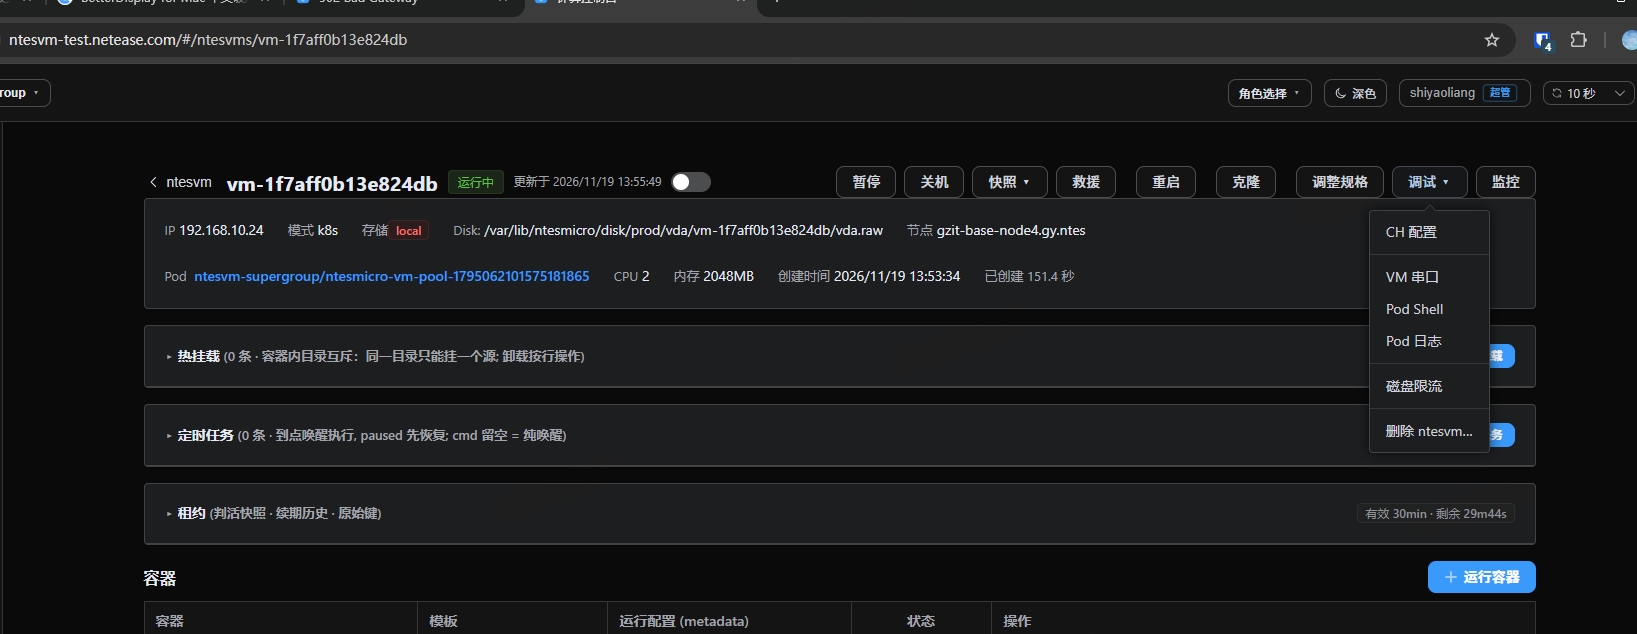 ntesvm-test.netease.com/#/ntesvms/vm-1f7aff0b13e824db
4
roup
角色选择
深色
shiyaoliang 超管
10 秒
ntesvm vm-1f7aff0b13e824db 运行中 更新于 2026/11/19 13:55:49
暂停 关机 快照 救援 重启 克隆 调整规格 调试 监控
IP 192.168.10.24 模式 k8s 存储 local Disk: /var/lib/ntesmicro/disk/prod/vda/vm-1f7aff0b13e824db/vda.raw 节点 gzit-base-node4.gy.ntes
Pod ntesvm-supergroup/ntesmicro-vm-pool-1795062101575181865 CPU 2 内存 2048MB 创建时间 2026/11/19 13:53:34 已创建 151.4 秒
CH 配置
VM 串口
Pod Shell
Pod 日志
磁盘限流
删除 ntesvm...
热挂载 (0 条 · 容器内目录互斥：同一目录只能挂一个源; 卸载按行操作)
载
定时任务 (0 条 · 到点唤醒执行, paused 先恢复; cmd 留空 = 纯唤醒)
务
租约 (判活快照 · 续期历史 · 原始键)
有效 30min · 剩余 29m44s
容器
+ 运行容器
容器 模板 运行配置 (metadata) 状态 操作